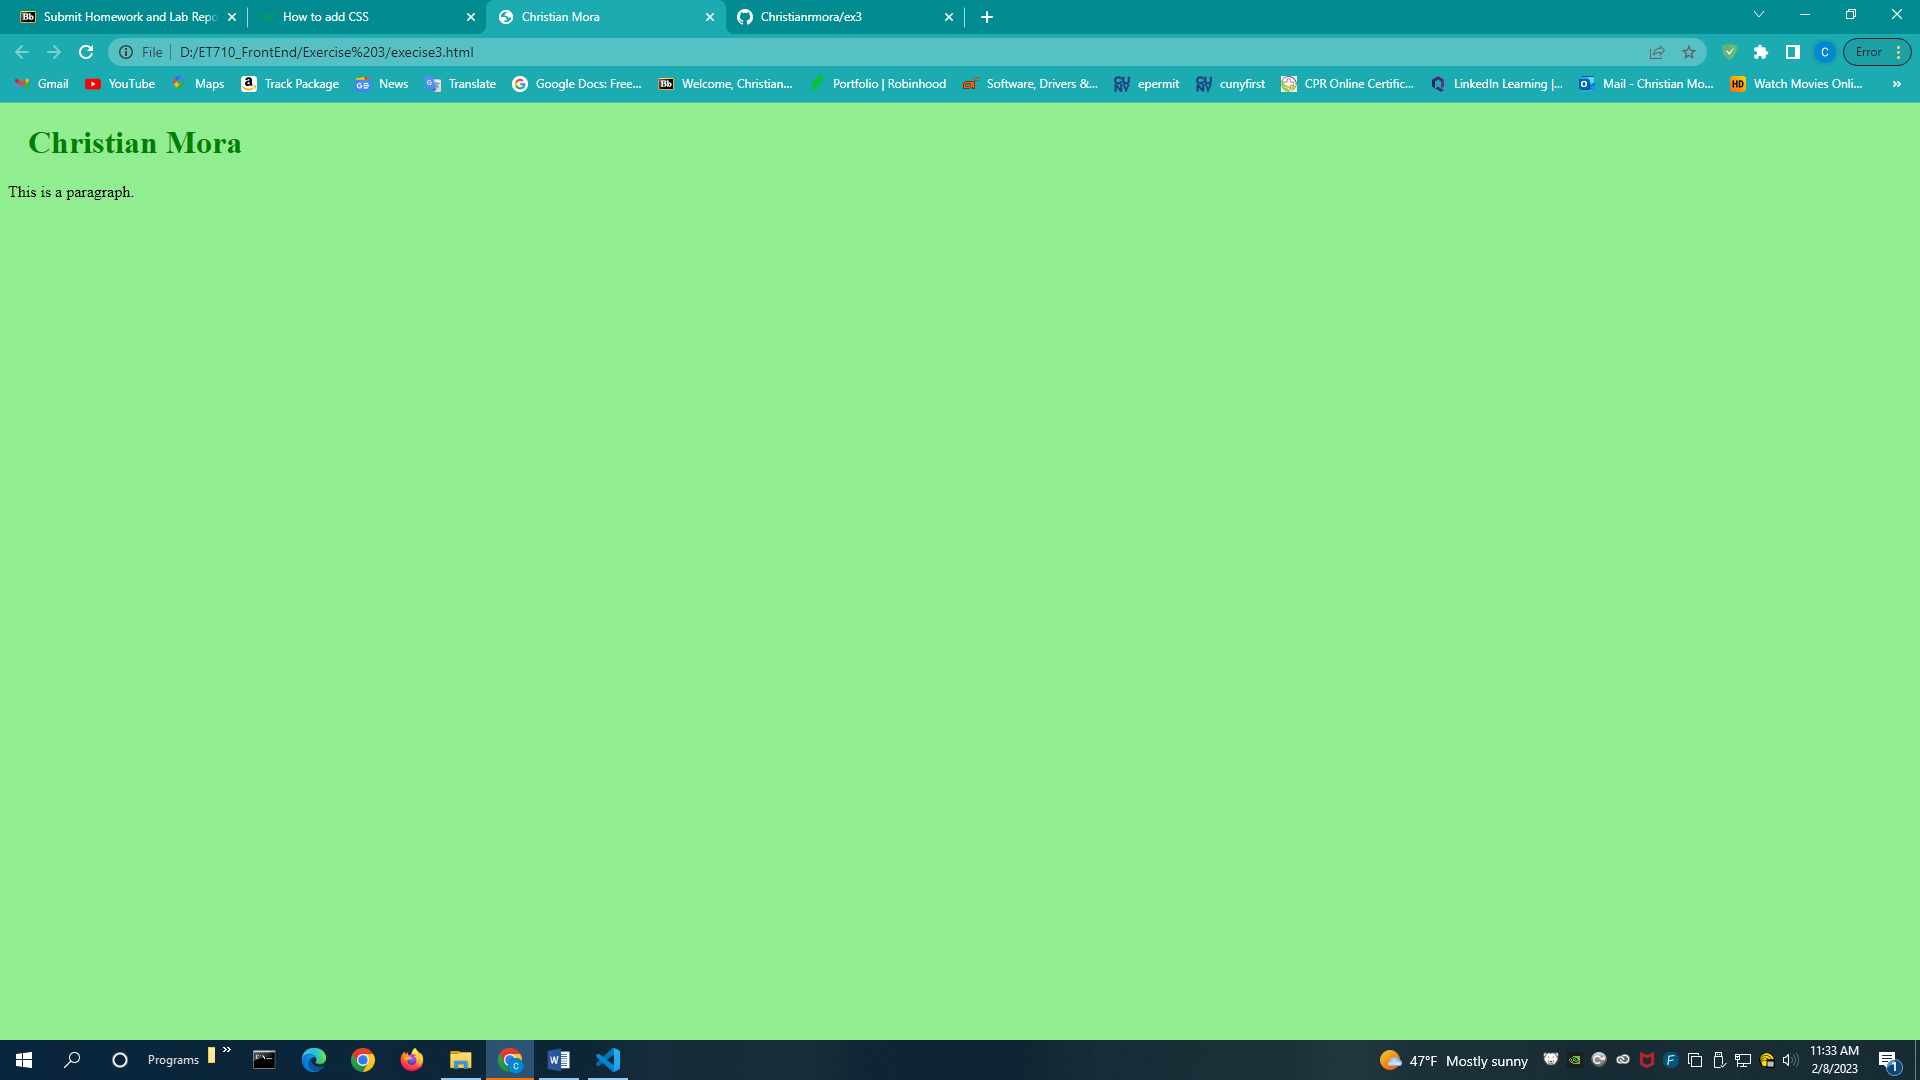 Submit Homework and Lab Repo
How to add CSS
Christian Mora
Christianrmora/ex3
File
D:/ET710_FrontEnd/Exercise%203/execise3.html
C
Error
Gmail
YouTube
Maps
Track Package
News
Translate
Google Docs: Free...
Welcome, Christian...
Portfolio | Robinhood
Software, Drivers &...
epermit
cunyfirst
CPR Online Certific...
LinkedIn Learning |...
Mail - Christian Mo...
Watch Movies Onli...
»
Christian Mora
This is a paragraph.
Programs
»
47°F Mostly sunny
11:33 AM
2/8/2023
1